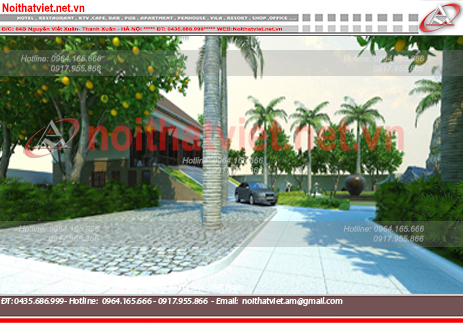 Noithatviet.net.vn
HOTEL . RESTAURANT . KTV.CAFE.BAR . PUB . APARTMENT . PENHOUSE . VILA . RESORT . SHOP .OFFICE ...
Đ/C: 84D Nguyễn Viết Xuân- Thanh Xuân - HÀ NỘI ***** ĐT: 0435.686.999***** WEB:Noithatviet.net.vn
Hotline: 0964.165.666
0917.955.866
Hotline: 0964.165.666
0917.955.866
noithatviet.net.vn
Hotline: 0964.165.666
0917.955.866
Hotline: 0964.165.666
0917.955.866
Hotline: 0964.165.666
0917.955.866
ĐT: 0435.686.999- Hotline: 0964.165.666 - 0917.955.866 - Email: noithatviet.am@gmail.com